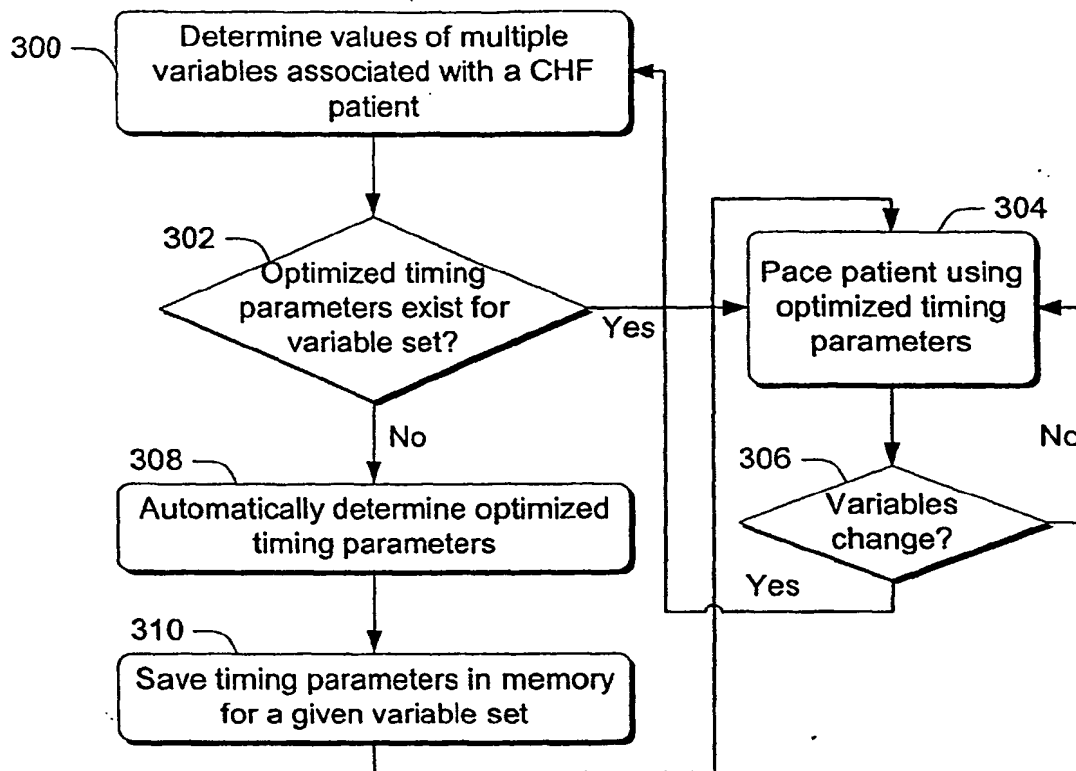 300
Determine values of multiple
variables associated with a CHF
patient
302
Optimized timing
parameters exist for
variable set?
Yes
304
Pace patient using
optimized timing
parameters
No
308
Automatically determine optimized
timing parameters
306
Variables
change?
No
Yes
310
Save timing parameters in memory
for a given variable set